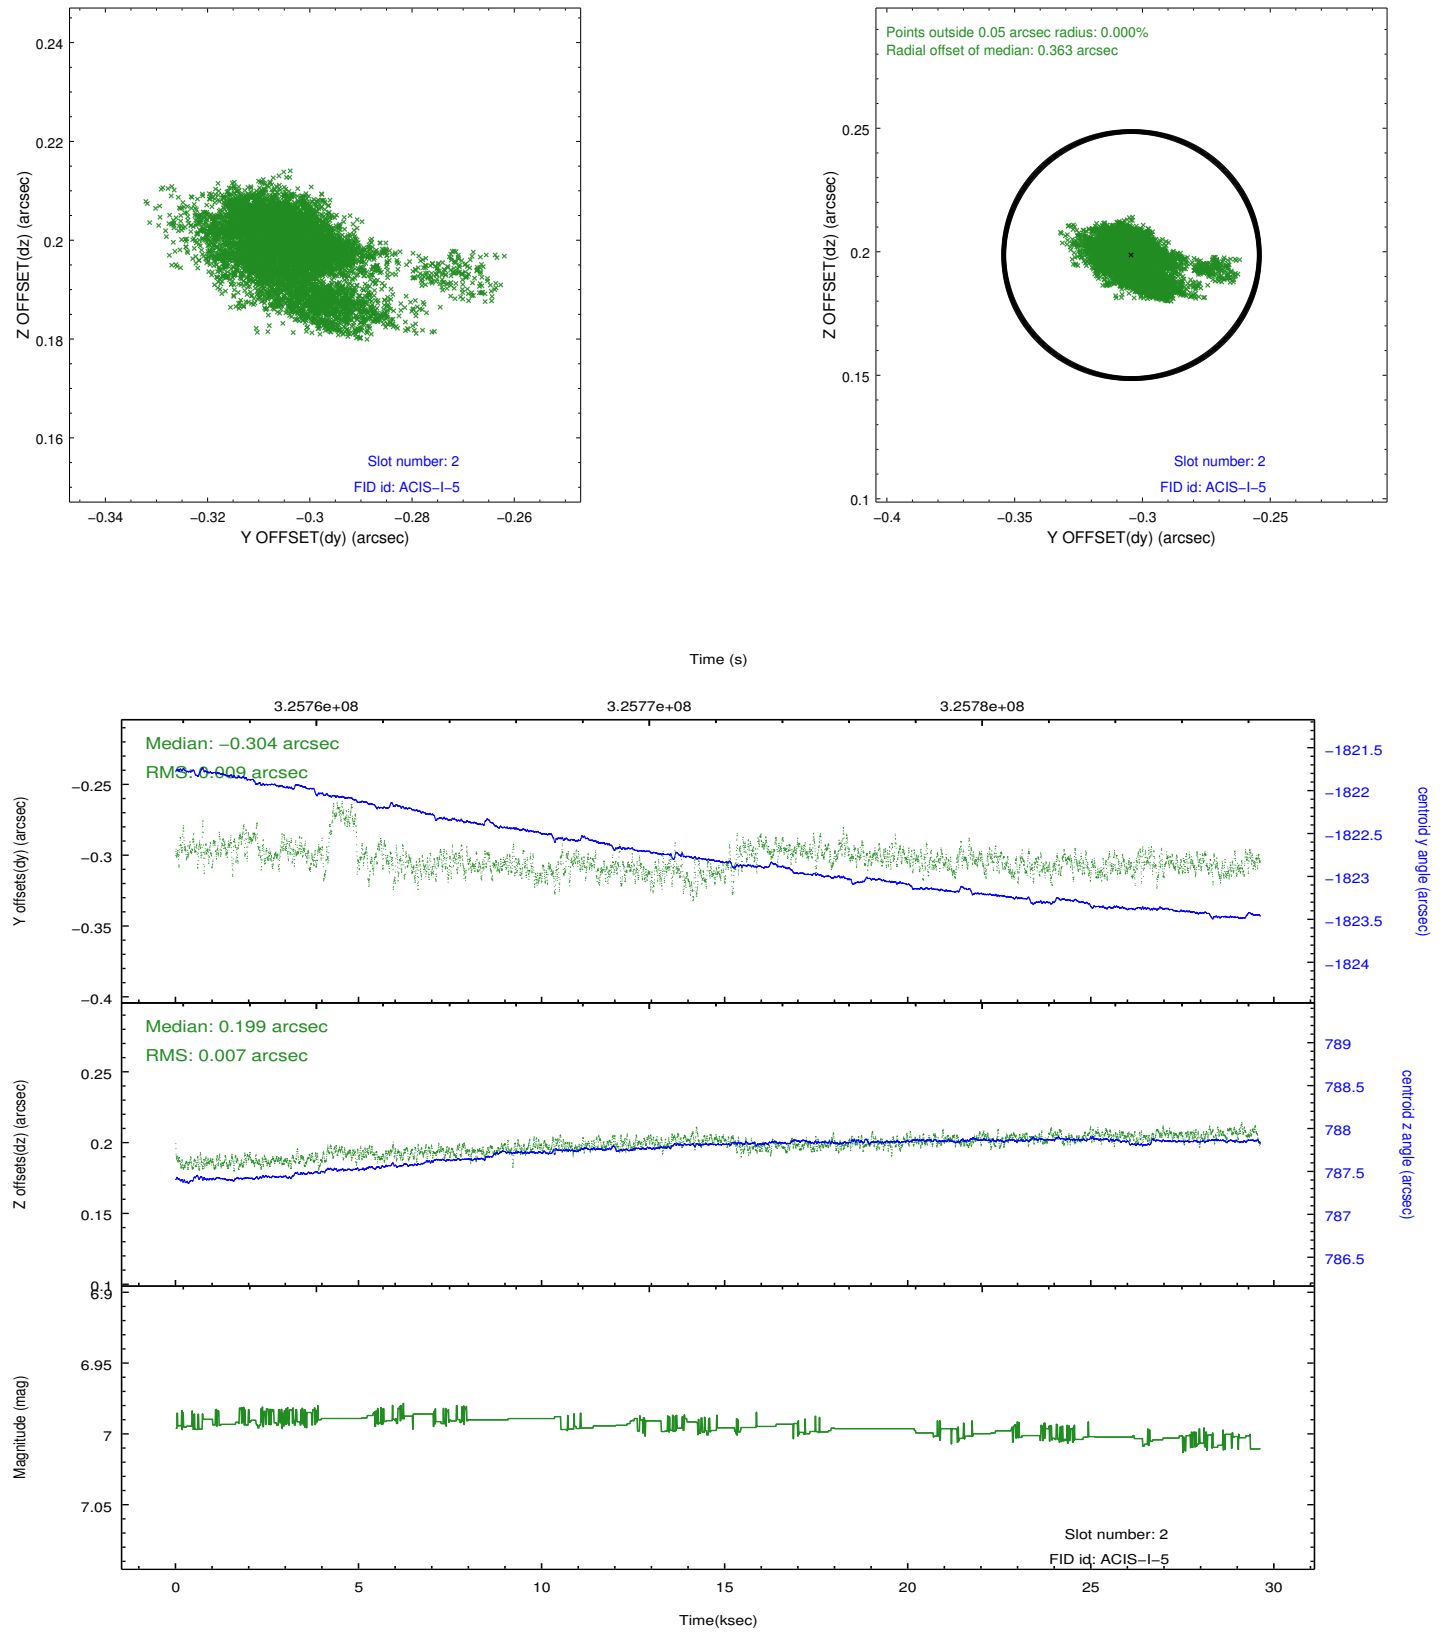 0.24
0.22
0.2
0.18
0.16
Z OFFSET(dz) (arcsec)
Slot number: 2
FID id: ACIS−I−5
−0.34
−0.32
−0.3
−0.28
−0.26
Y OFFSET(dy) (arcsec)
Points outside 0.05 arcsec radius: 0.000%
Radial offset of median: 0.363 arcsec
0.25
0.2
0.15
0.1
Z OFFSET(dz) (arcsec)
Slot number: 2
FID id: ACIS−I−5
−0.4
−0.35
−0.3
−0.25
Y OFFSET(dy) (arcsec)
Time (s)
3.2576e+08
3.2577e+08
3.2578e+08
Median: −0.304 arcsec
RMS: 0.009 arcsec
−0.25
−0.3
−0.35
−0.4
Y offsets(dy) (arcsec)
−1821.5
−1822
−1822.5
−1823
−1823.5
−1824
centroid y angle (arcsec)
Median: 0.199 arcsec
RMS: 0.007 arcsec
0.25
0.2
0.15
0.1
Z offsets(dz) (arcsec)
789
788.5
788
787.5
787
786.5
centroid z angle (arcsec)
6.9
6.95
7
7.05
Magnitude (mag)
Slot number: 2
FID id: ACIS−I−5
0
5
10
15
20
25
30
Time(ksec)